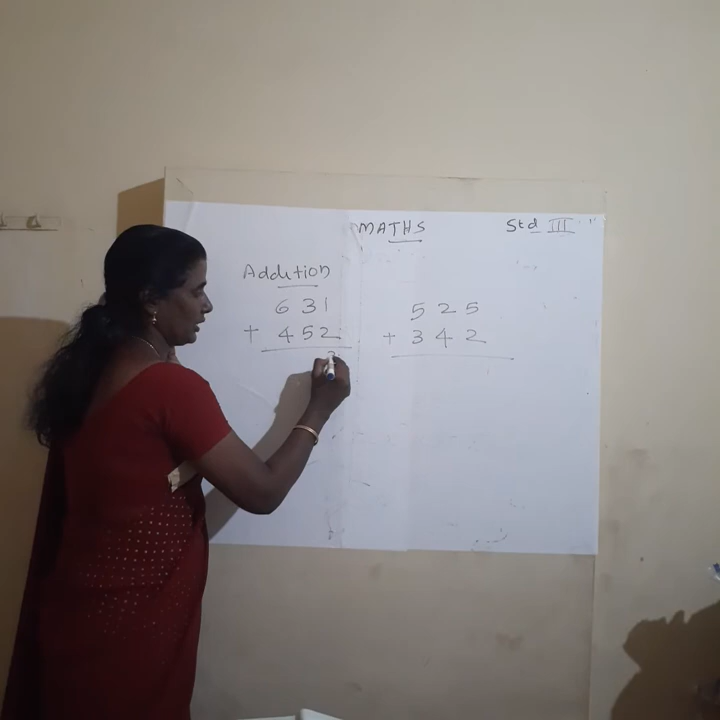 MATHS
Std III
Addition
631
+ 452
525
+ 342